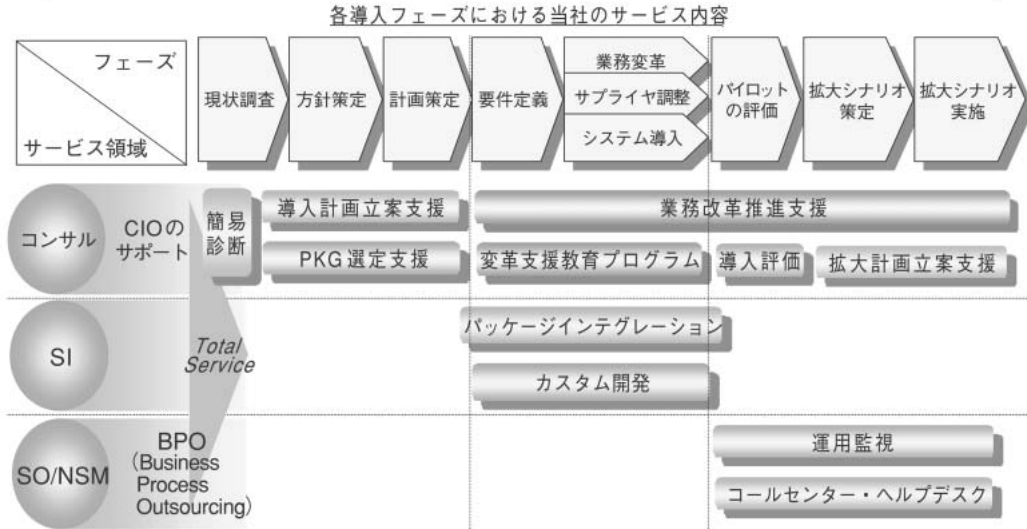 各導入フェーズにおける当社のサービス内容
フェーズ
サービス領域
現状調査
方針策定
計画策定
要件定義
業務変革
サプライヤ調整
システム導入
パイロット
の評価
拡大シナリオ
策定
拡大シナリオ
実施
コンサル
CIOの
サポート
簡易
診断
導入計画立案支援
業務改革推進支援
PKG選定支援
変革支援教育プログラム
導入評価
拡大計画立案支援
SI
Total
Service
パッケージインテグレーション
カスタム開発
SO/NSM
BPO
(Business
Process
Outsourcing)
運用監視
コールセンター・ヘルプデスク